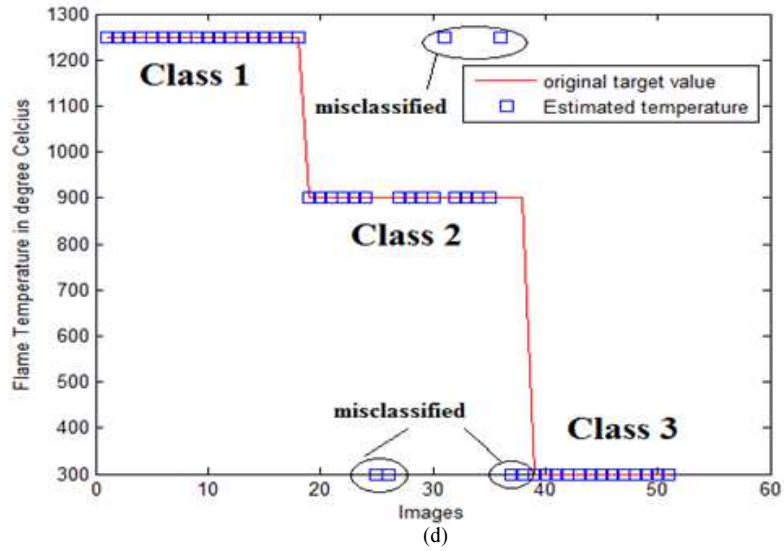 1300
1200
1100
1000
900
800
700
600
500
400
300
Flame Temperature in degree Celcius
Class 1
misclassified
original target value
Estimated temperature
Class 2
misclassified
Class 3
0
10
20
30
40
50
60
Images
(d)